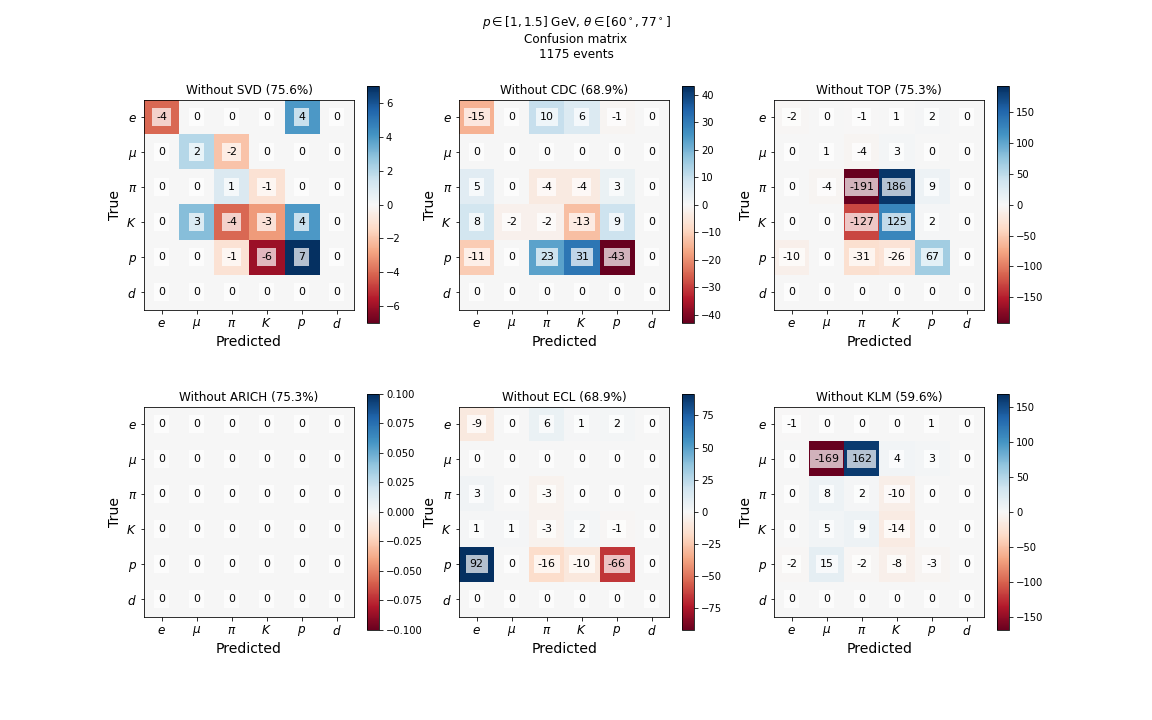 p ∈ [1, 1.5] GeV, θ ∈ [60°, 77°]
Confusion matrix
1175 events
Without SVD (75.6%)
True
e -4 0 0 0 4 0
μ 0 2 -2 0 0 0
π 0 0 1 -1 0 0
K 0 3 -4 -3 4 0
p 0 0 -1 -6 7 0
d 0 0 0 0 0 0
e μ π K p d
Predicted
6
4
2
0
−2
−4
−6
Without CDC (68.9%)
True
e -15 0 10 6 -1 0
μ 0 0 0 0 0 0
π 5 0 -4 -4 3 0
K 8 -2 -2 -13 9 0
p -11 0 23 31 -43 0
d 0 0 0 0 0 0
e μ π K p d
Predicted
40
30
20
10
0
−10
−20
−30
−40
Without TOP (75.3%)
True
e -2 0 -1 1 2 0
μ 0 1 -4 3 0 0
π 0 -4 -191 186 9 0
K 0 0 -127 125 2 0
p -10 0 -31 -26 67 0
d 0 0 0 0 0 0
e μ π K p d
Predicted
150
100
50
0
−50
−100
−150
Without ARICH (75.3%)
True
e 0 0 0 0 0 0
μ 0 0 0 0 0 0
π 0 0 0 0 0 0
K 0 0 0 0 0 0
p 0 0 0 0 0 0
d 0 0 0 0 0 0
e μ π K p d
Predicted
0.100
0.075
0.050
0.025
0.000
−0.025
−0.050
−0.075
−0.100
Without ECL (68.9%)
True
e -9 0 6 1 2 0
μ 0 0 0 0 0 0
π 3 0 -3 0 0 0
K 1 1 -3 2 -1 0
p 92 0 -16 -10 -66 0
d 0 0 0 0 0 0
e μ π K p d
Predicted
75
50
25
0
−25
−50
−75
Without KLM (59.6%)
True
e -1 0 0 0 1 0
μ 0 -169 162 4 3 0
π 0 8 2 -10 0 0
K 0 5 9 -14 0 0
p -2 15 -2 -8 -3 0
d 0 0 0 0 0 0
e μ π K p d
Predicted
150
100
50
0
−50
−100
−150